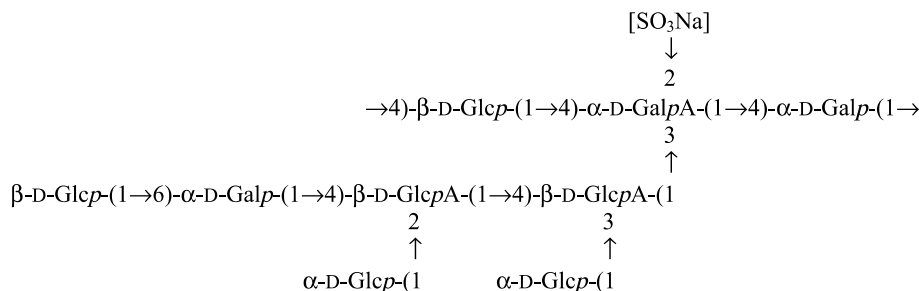 [SO₃Na]
↓
2
→4)-β-D-Glcp-(1→4)-α-D-GalpA-(1→4)-α-D-Galp-(1→
3
↑
β-D-Glcp-(1→6)-α-D-Galp-(1→4)-β-D-GlcpA-(1→4)-β-D-GlcpA-(1
2 3
↑ ↑
α-D-Glcp-(1 α-D-Glcp-(1